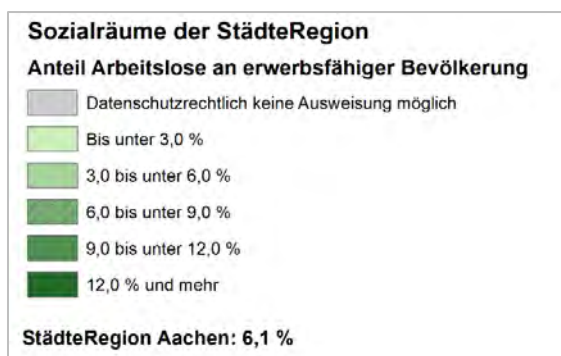 Sozialräume der StädteRegion
Anteil Arbeitslose an erwerbsfähiger Bevölkerung
Datenschutzrechtlich keine Ausweisung möglich
Bis unter 3,0 %
3,0 bis unter 6,0 %
6,0 bis unter 9,0 %
9,0 bis unter 12,0 %
12,0 % und mehr
StädteRegion Aachen: 6,1 %